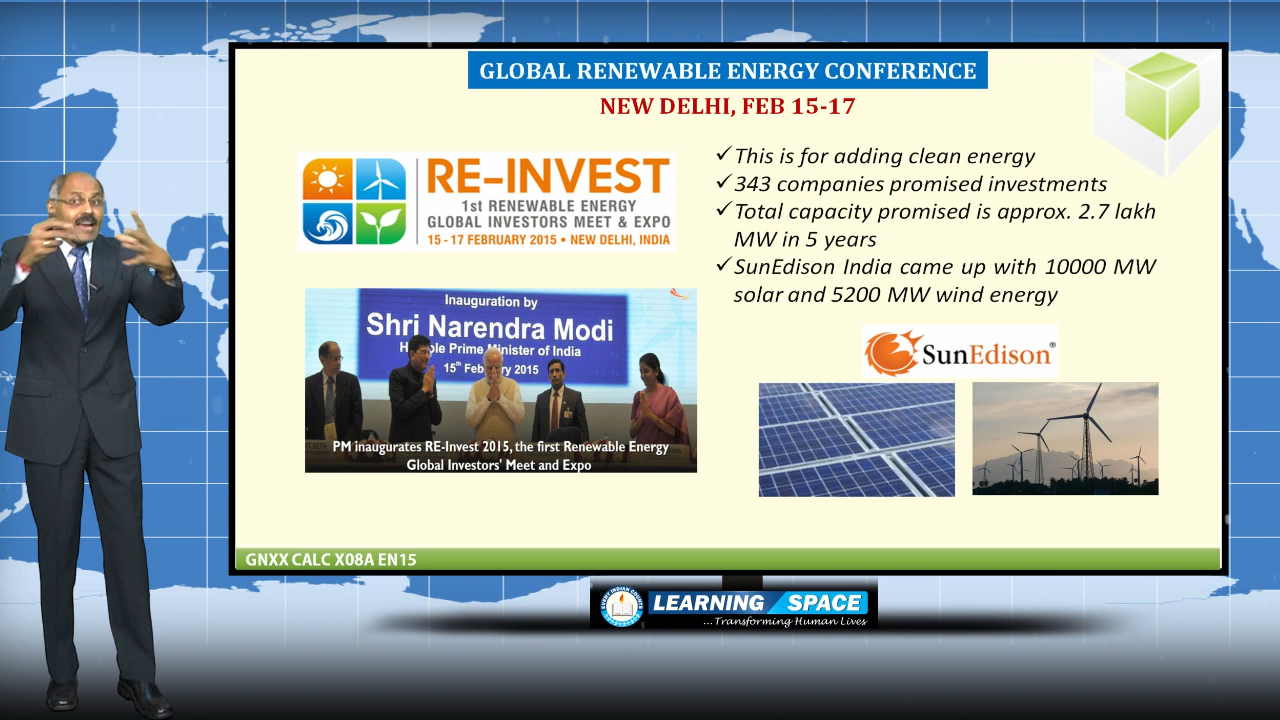 GLOBAL RENEWABLE ENERGY CONFERENCE
NEW DELHI, FEB 15-17
RE-INVEST
1st RENEWABLE ENERGY
GLOBAL INVESTORS MEET & EXPO
15 - 17 FEBRUARY 2015 • NEW DELHI, INDIA
✓This is for adding clean energy
✓343 companies promised investments
✓Total capacity promised is approx. 2.7 lakh
MW in 5 years
✓SunEdison India came up with 10000 MW
solar and 5200 MW wind energy
Inauguration by
Shri Narendra Modi
Prime Minister of India
15th February 2015
PM inaugurates RE-Invest 2015, the first Renewable Energy
Global Investors' Meet and Expo
SunEdison®
GNXX CALC X08A EN15
EVERY INDIAN COUNTS
LEARNING SPACE
...Transforming Human Lives